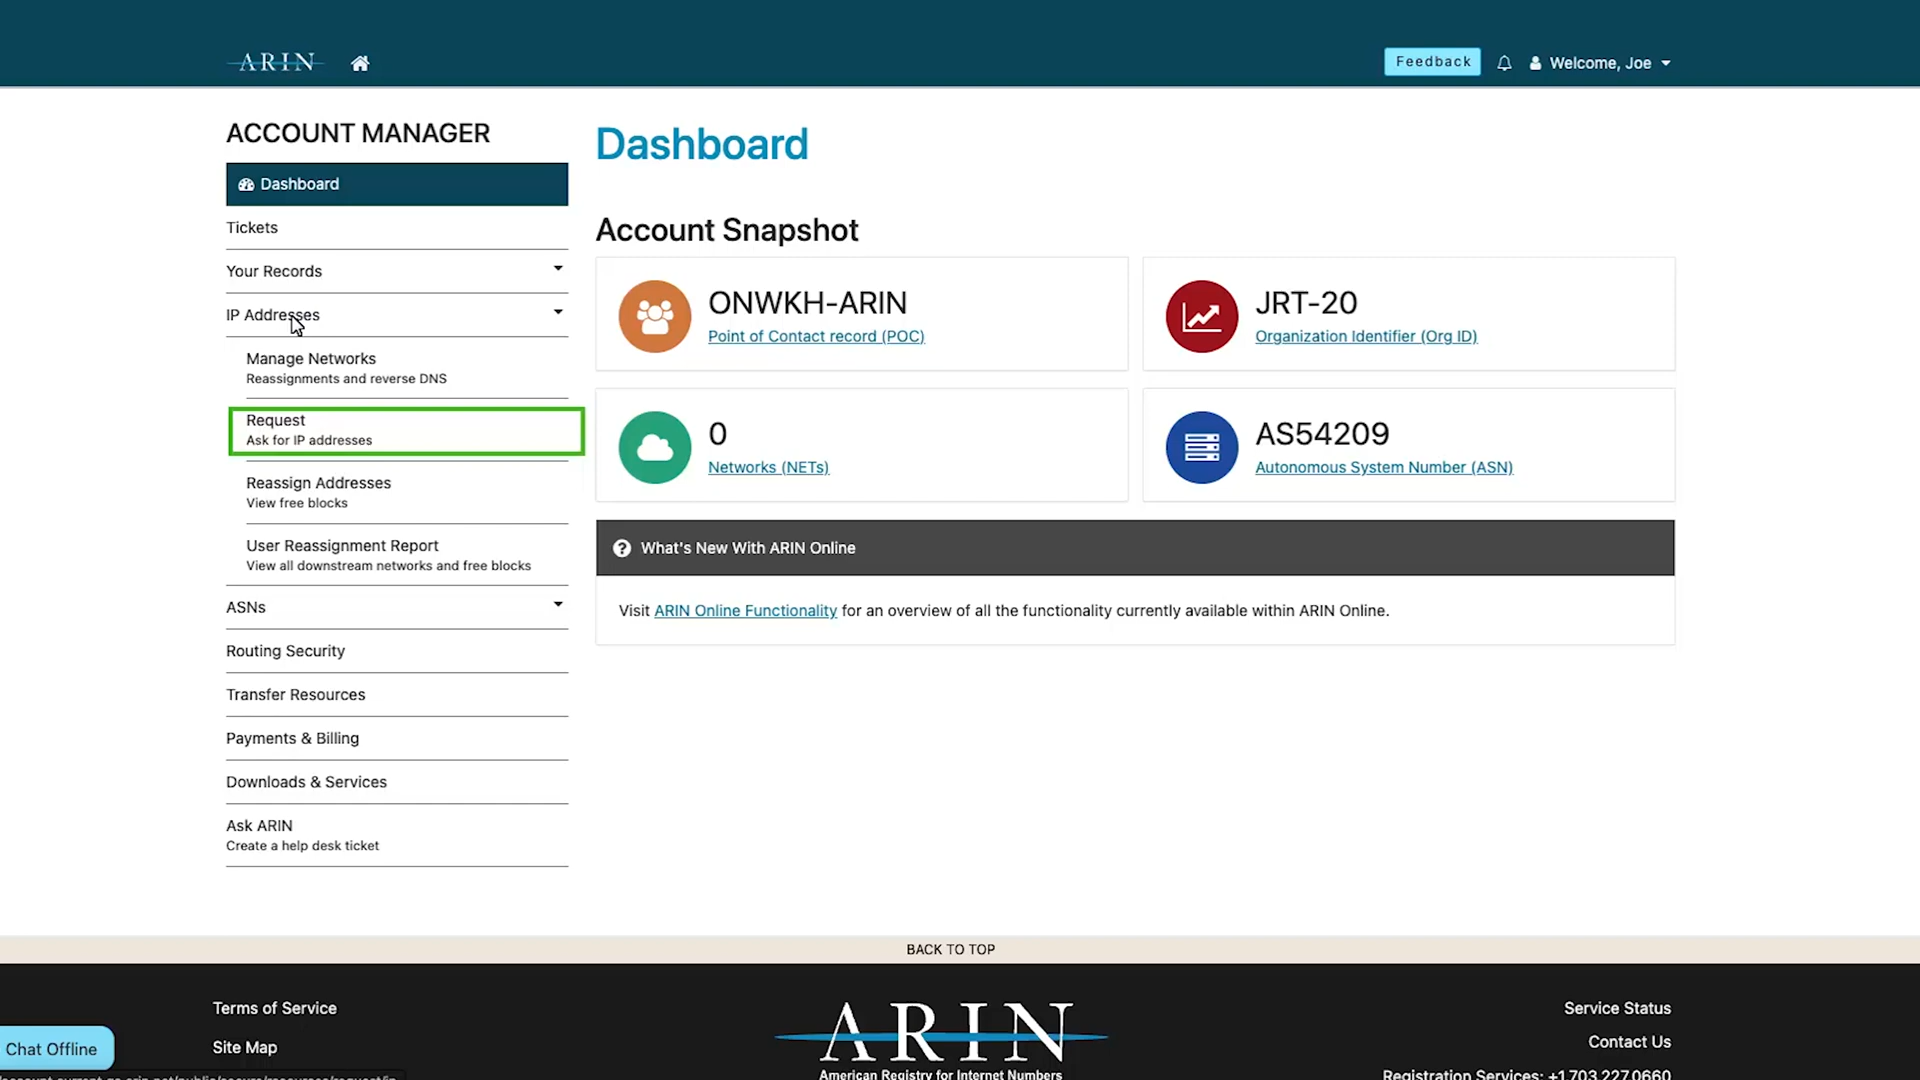 ARIN
Feedback
Welcome, Joe
ACCOUNT MANAGER
Dashboard
Tickets
Your Records
IP Addresses
Manage Networks
Reassignments and reverse DNS
Request
Ask for IP addresses
Reassign Addresses
View free blocks
User Reassignment Report
View all downstream networks and free blocks
ASNs
Routing Security
Transfer Resources
Payments & Billing
Downloads & Services
Ask ARIN
Create a help desk ticket
Dashboard
Account Snapshot
ONWKH-ARIN
Point of Contact record (POC)
JRT-20
Organization Identifier (Org ID)
0
Networks (NETs)
AS54209
Autonomous System Number (ASN)
? What's New With ARIN Online
Visit ARIN Online Functionality for an overview of all the functionality currently available within ARIN Online.
BACK TO TOP
Terms of Service
Site Map
Chat Offline
ARIN
American Registry for Internet Numbers
Service Status
Contact Us
Registration Services: +1.703.227.0660